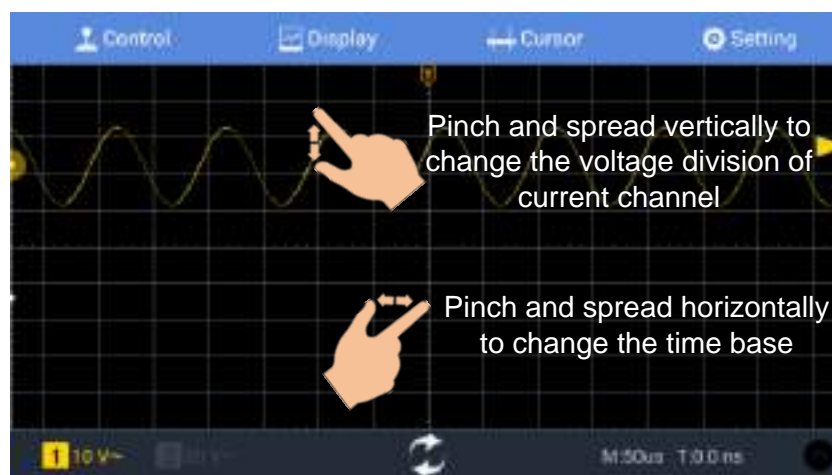 Control Display Cursor Setting
T
Pinch and spread vertically to
change the voltage division of
current channel
Pinch and spread horizontally
to change the time base
1 10 V~ M:50us T:0.0 ns